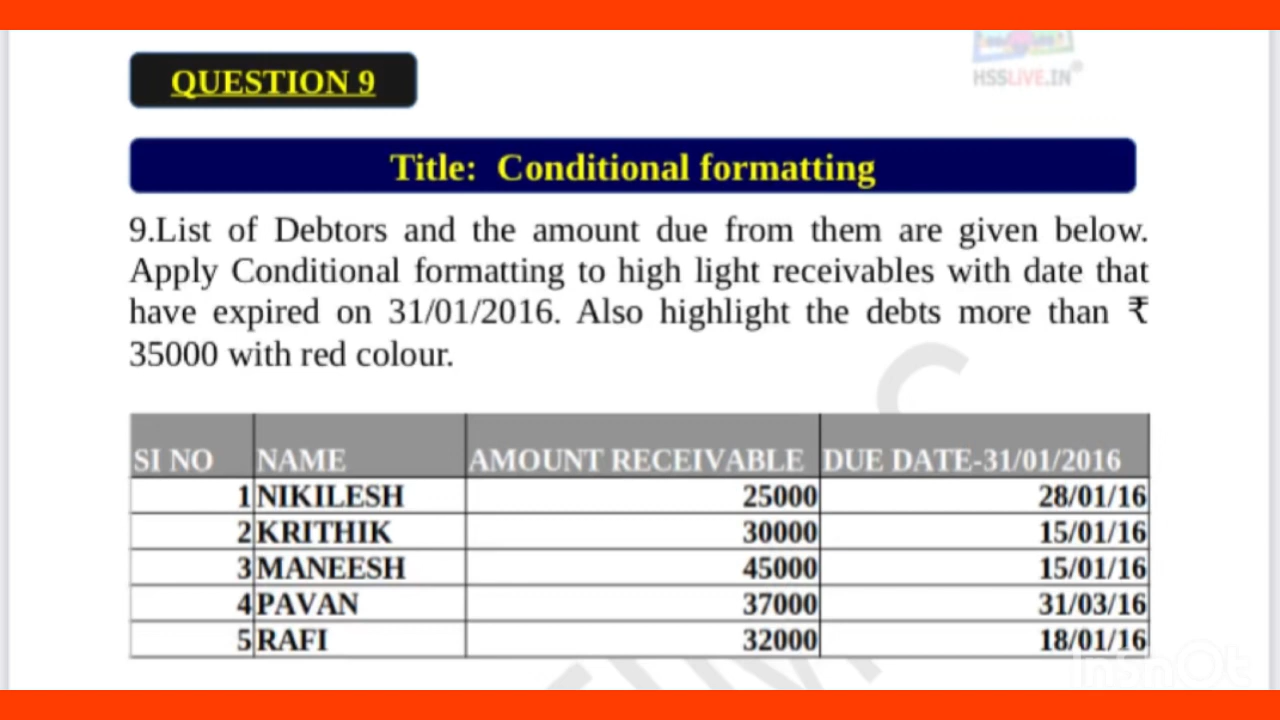 HSSLIVE.IN
QUESTION 9
Title: Conditional formatting
9.List of Debtors and the amount due from them are given below.
Apply Conditional formatting to high light receivables with date that
have expired on 31/01/2016. Also highlight the debts more than ₹
35000 with red colour.
SI NO NAME AMOUNT RECEIVABLE DUE DATE-31/01/2016
1 NIKILESH 25000 28/01/16
2 KRITHIK 30000 15/01/16
3 MANEESH 45000 15/01/16
4 PAVAN 37000 31/03/16
5 RAFI 32000 18/01/16
InShOt